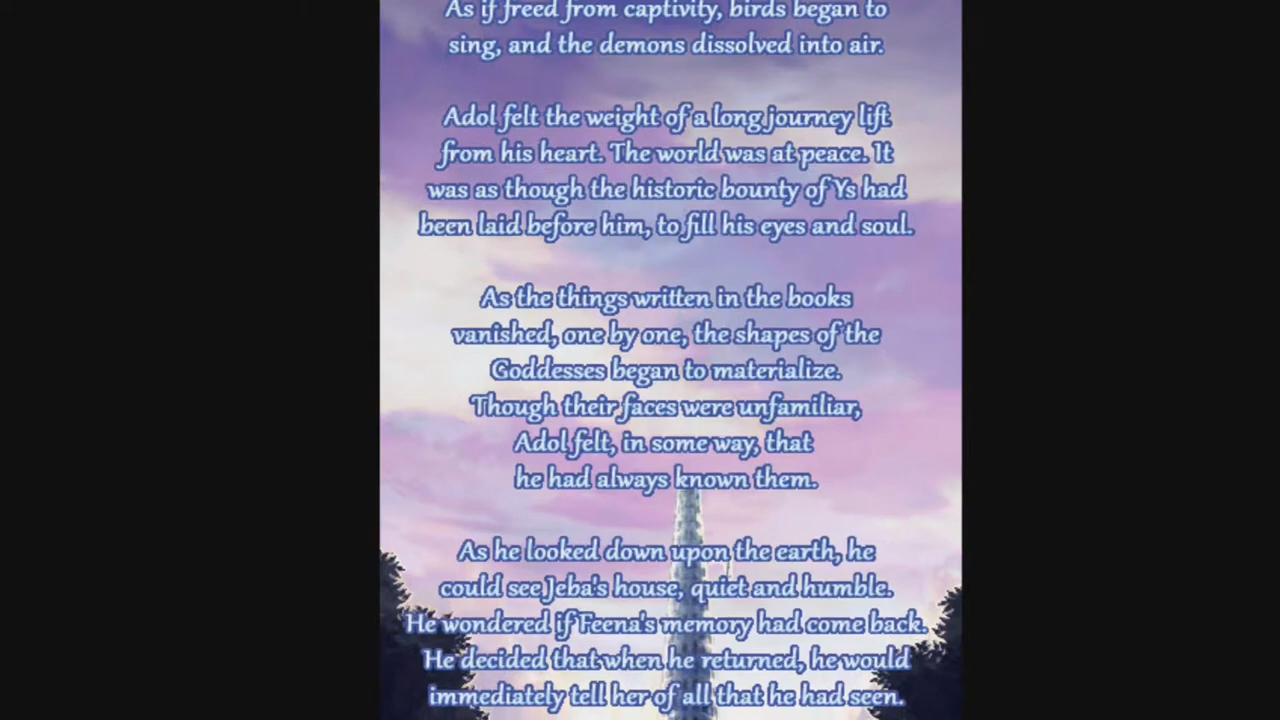 As if freed from captivity, birds began to
sing, and the demons dissolved into air.
Adol felt the weight of a long journey lift
from his heart. The world was at peace. It
was as though the historic bounty of Ys had
been laid before him, to fill his eyes and soul.
As the things written in the books
vanished, one by one, the shapes of the
Goddesses began to materialize.
Though their faces were unfamiliar,
Adol felt, in some way, that
he had always known them.
As he looked down upon the earth, he
could see Jeba's house, quiet and humble.
He wondered if Feena's memory had come back.
He decided that when he returned, he would
immediately tell her of all that he had seen.